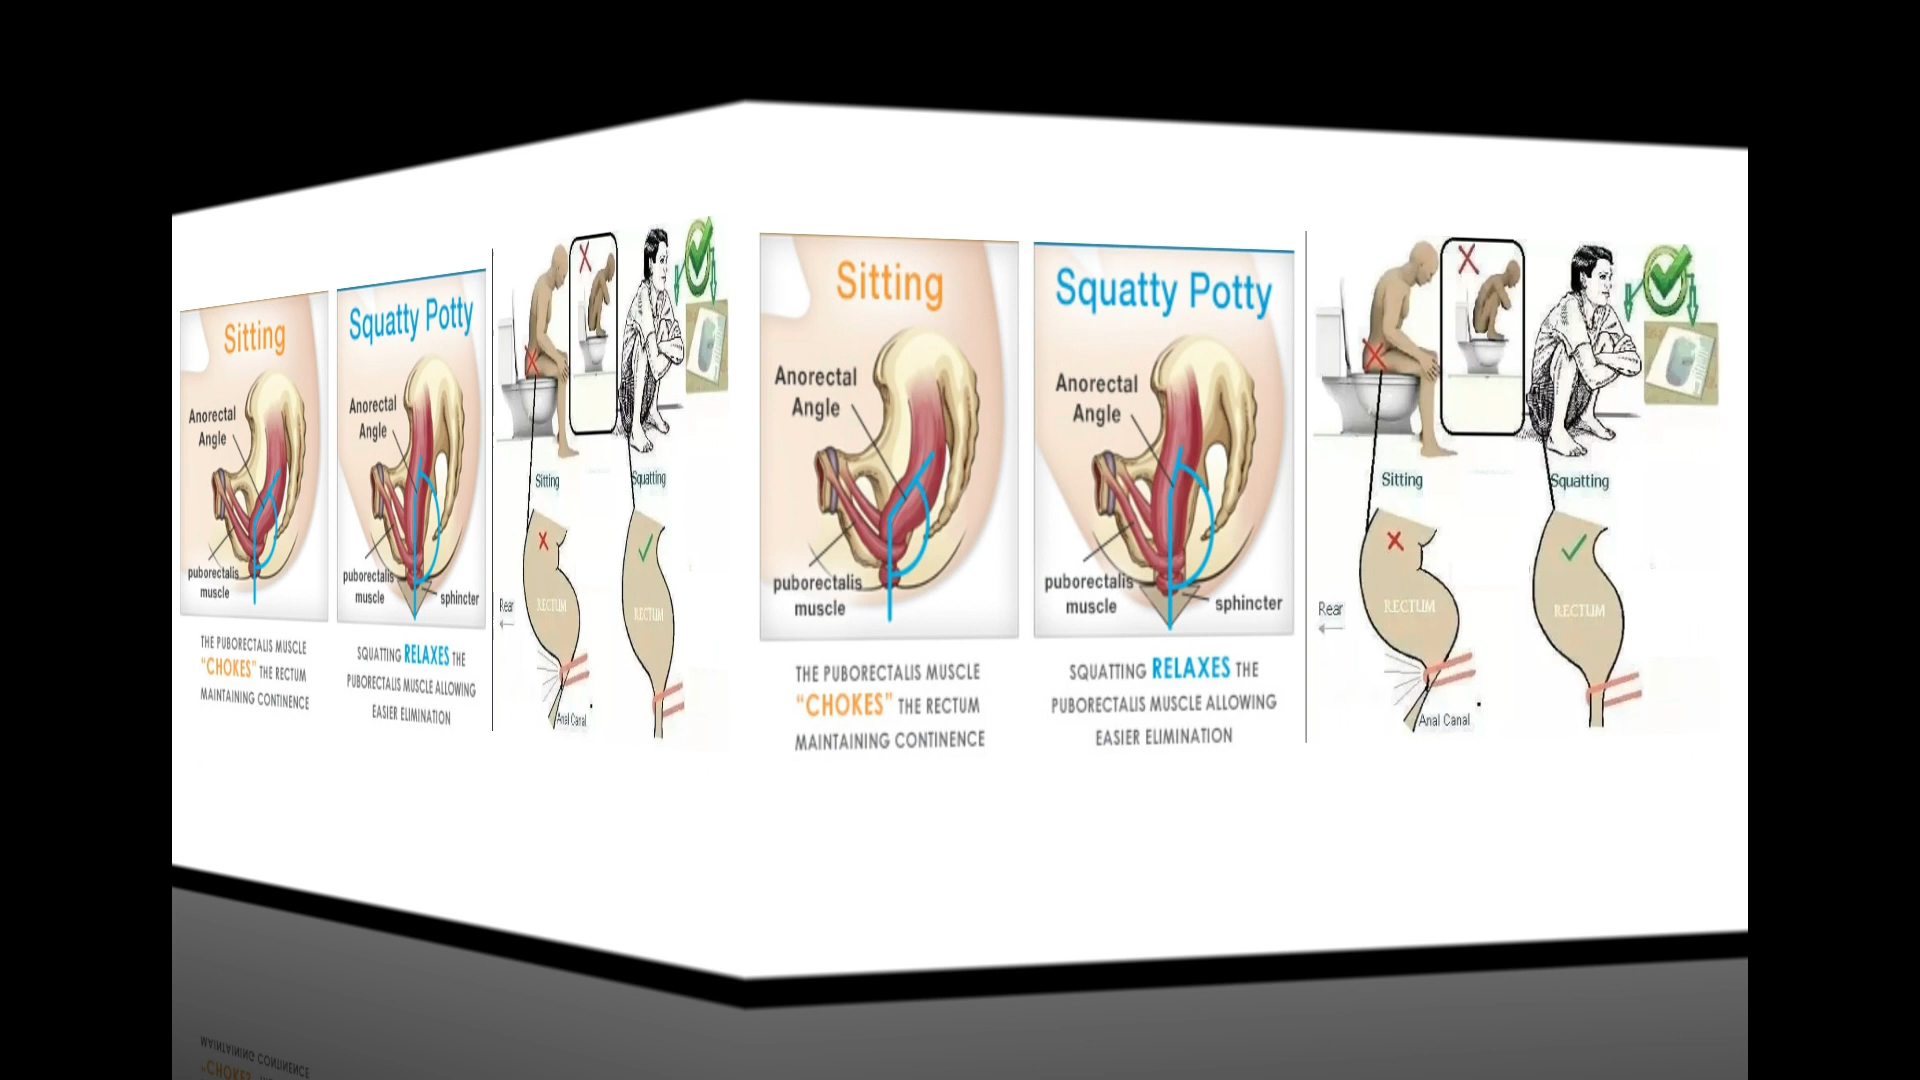 Sitting
Anorectal
Angle
puborectalis
muscle
THE PUBORECTALIS MUSCLE
“CHOKES” THE RECTUM
MAINTAINING CONTINENCE
Squatty Potty
Anorectal
Angle
puborectalis
muscle
sphincter
SQUATTING RELAXES THE
PUBORECTALIS MUSCLE ALLOWING
EASIER ELIMINATION
Sitting
Squatting
RECTUM
RECTUM
Rear
Anal Canal
Sitting
Anorectal
Angle
puborectalis
muscle
THE PUBORECTALIS MUSCLE
“CHOKES” THE RECTUM
MAINTAINING CONTINENCE
Squatty Potty
Anorectal
Angle
puborectalis
muscle
sphincter
SQUATTING RELAXES THE
PUBORECTALIS MUSCLE ALLOWING
EASIER ELIMINATION
Sitting
Squatting
RECTUM
RECTUM
Rear
Anal Canal
MAINTAINING CONTINENCE
“CHOKES”